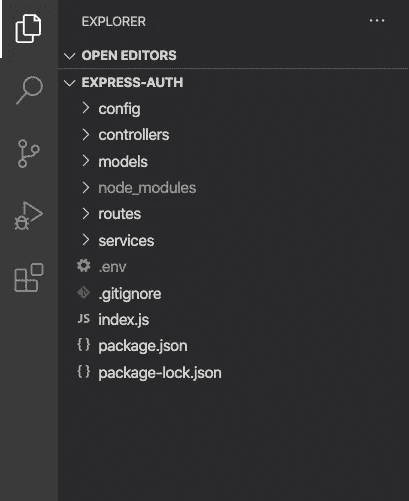 EXPLORER ...
OPEN EDITORS
EXPRESS-AUTH
config
controllers
models
node_modules
routes
services
.env
.gitignore
JS index.js
{} package.json
{} package-lock.json